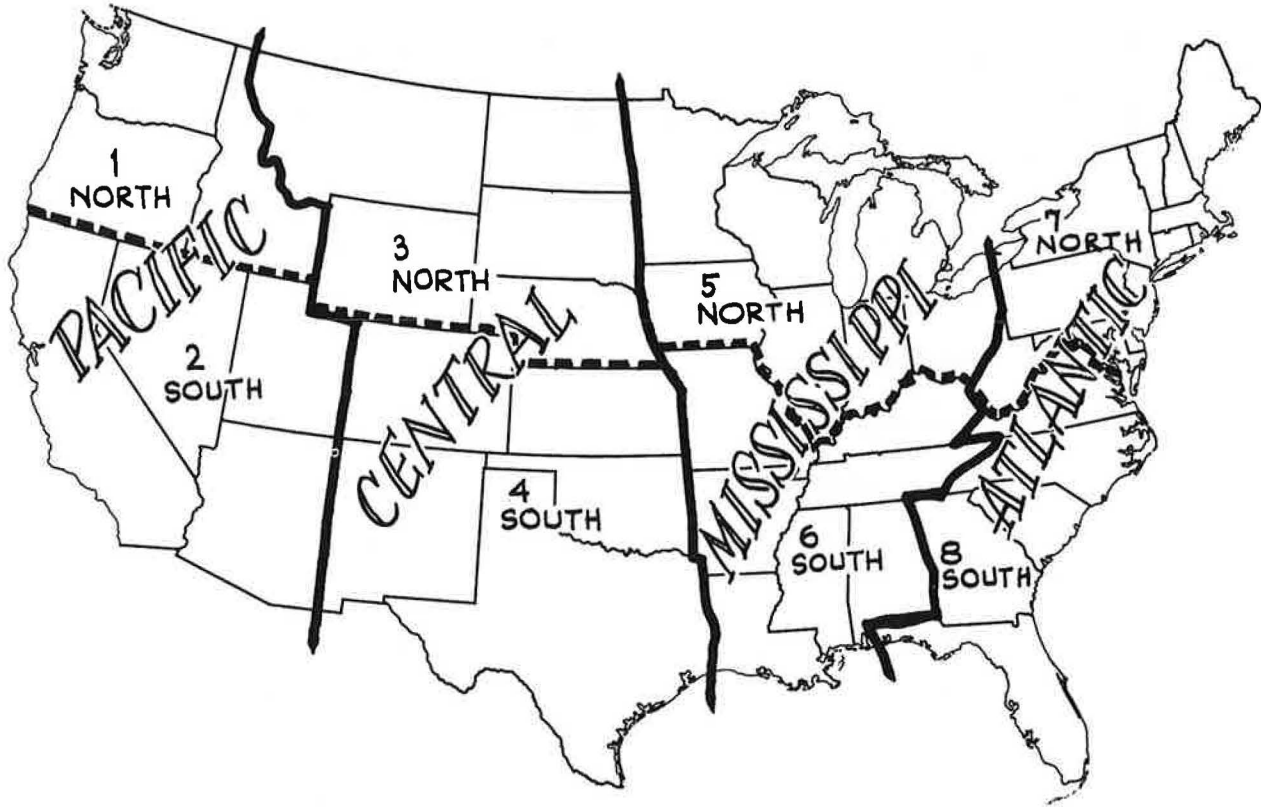 1
NORTH
PACIFIC
2
SOUTH
3
NORTH
CENTRAL
4
SOUTH
5
NORTH
MISSISSIPPI
6
SOUTH
7
NORTH
ATLANTIC
8
SOUTH